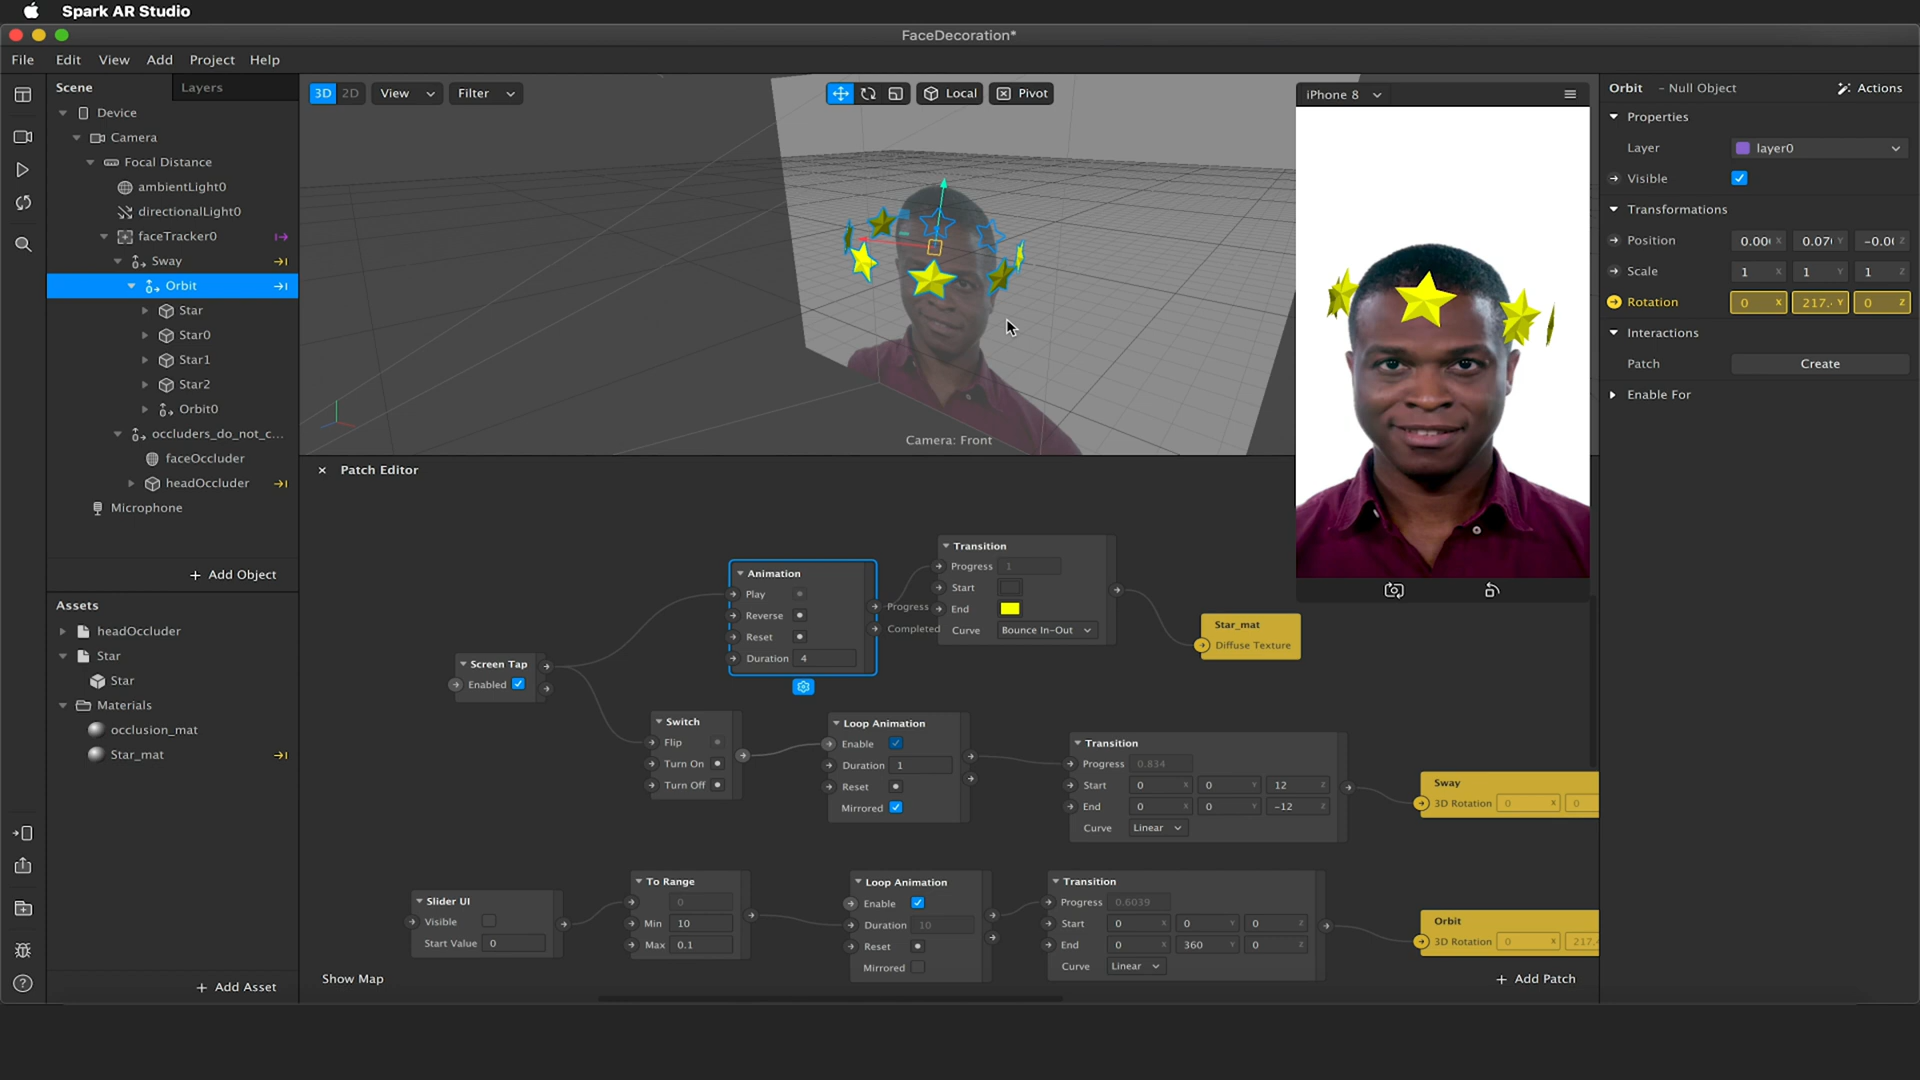 Spark AR Studio
FaceDecoration*
File Edit View Add Project Help
Scene Layers
Device
Camera
Focal Distance
ambientLight0
directionalLight0
faceTracker0
Sway
Orbit
Star
Star0
Star1
Star2
Orbit0
occluders_do_not_c...
faceOccluder
headOccluder
Microphone
+ Add Object
Assets
headOccluder
Star
Star
Materials
occlusion_mat
Star_mat
+ Add Asset
3D 2D View Filter
Local Pivot
Camera: Front
iPhone 8
× Patch Editor
Screen Tap
Enabled
Animation
Play
Reverse
Reset
Duration 4
Progress
Completed
Transition
Progress 1
Start
End
Curve Bounce In-Out
Star_mat
Diffuse Texture
Switch
Flip
Turn On
Turn Off
Loop Animation
Enable
Duration 1
Reset
Mirrored
Transition
Progress 0.834
Start 0 X 0 Y 12 Z
End 0 X 0 Y -12 Z
Curve Linear
Sway
3D Rotation 0 X 0
Slider UI
Visible
Start Value 0
To Range
0
Min 10
Max 0.1
Loop Animation
Enable
Duration 10
Reset
Mirrored
Transition
Progress 0.6039
Start 0 X 0 Y 0 Z
End 0 X 360 Y 0 Z
Curve Linear
Orbit
3D Rotation 0 X 217.
Show Map
+ Add Patch
Orbit - Null Object Actions
Properties
Layer layer0
Visible
Transformations
Position 0.00 X 0.07 Y -0.0 Z
Scale 1 X 1 Y 1 Z
Rotation 0 X 217. Y 0 Z
Interactions
Patch Create
Enable For